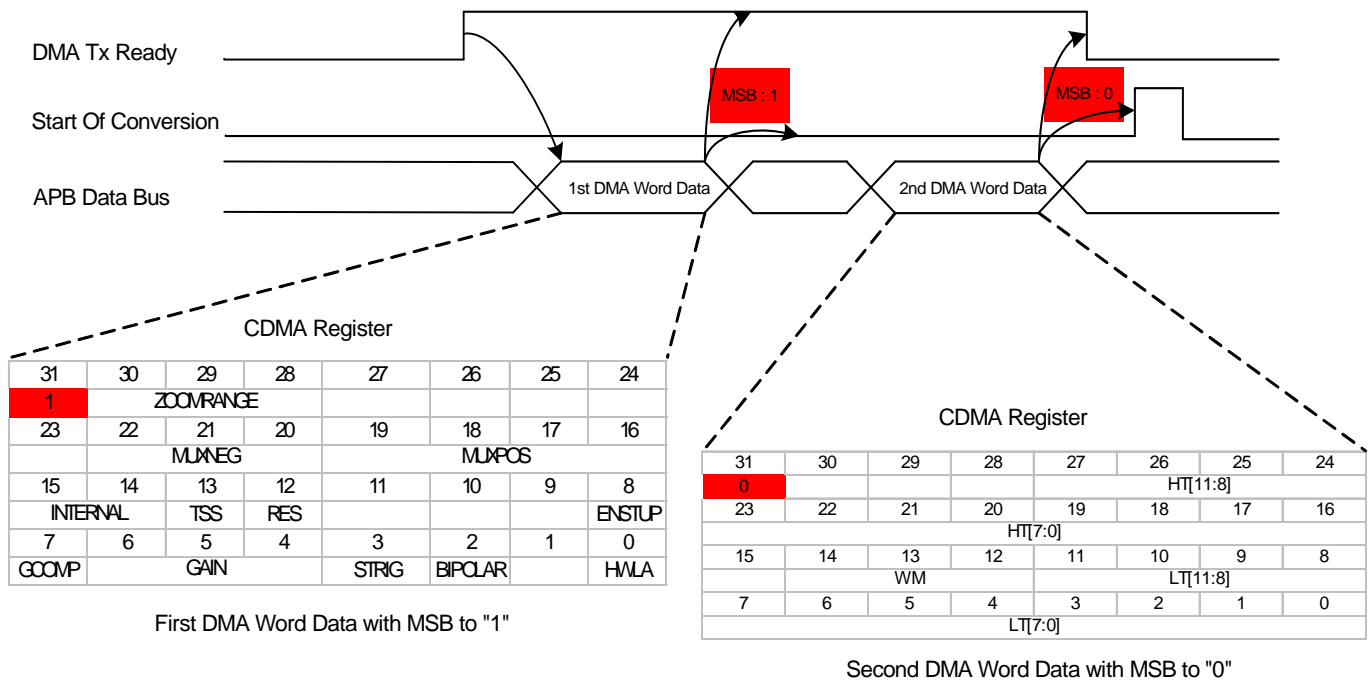 DMA Tx Ready
MSB : 1
MSB : 0
Start Of Conversion
APB Data Bus
1st DMA Word Data
2nd DMA Word Data
CDMA Register
31 30 29 28 27 26 25 24
1 ZOOMRANGE
23 22 21 20 19 18 17 16
MUXNEG MUXPOS
15 14 13 12 11 10 9 8
INTERNAL TSS RES ENSTUP
7 6 5 4 3 2 1 0
GCOMP GAIN STRIG BIPOLAR HWLA
First DMA Word Data with MSB to "1"
CDMA Register
31 30 29 28 27 26 25 24
0 HT[11:8]
23 22 21 20 19 18 17 16
HT[7:0]
15 14 13 12 11 10 9 8
WM LT[11:8]
7 6 5 4 3 2 1 0
LT[7:0]
Second DMA Word Data with MSB to "0"